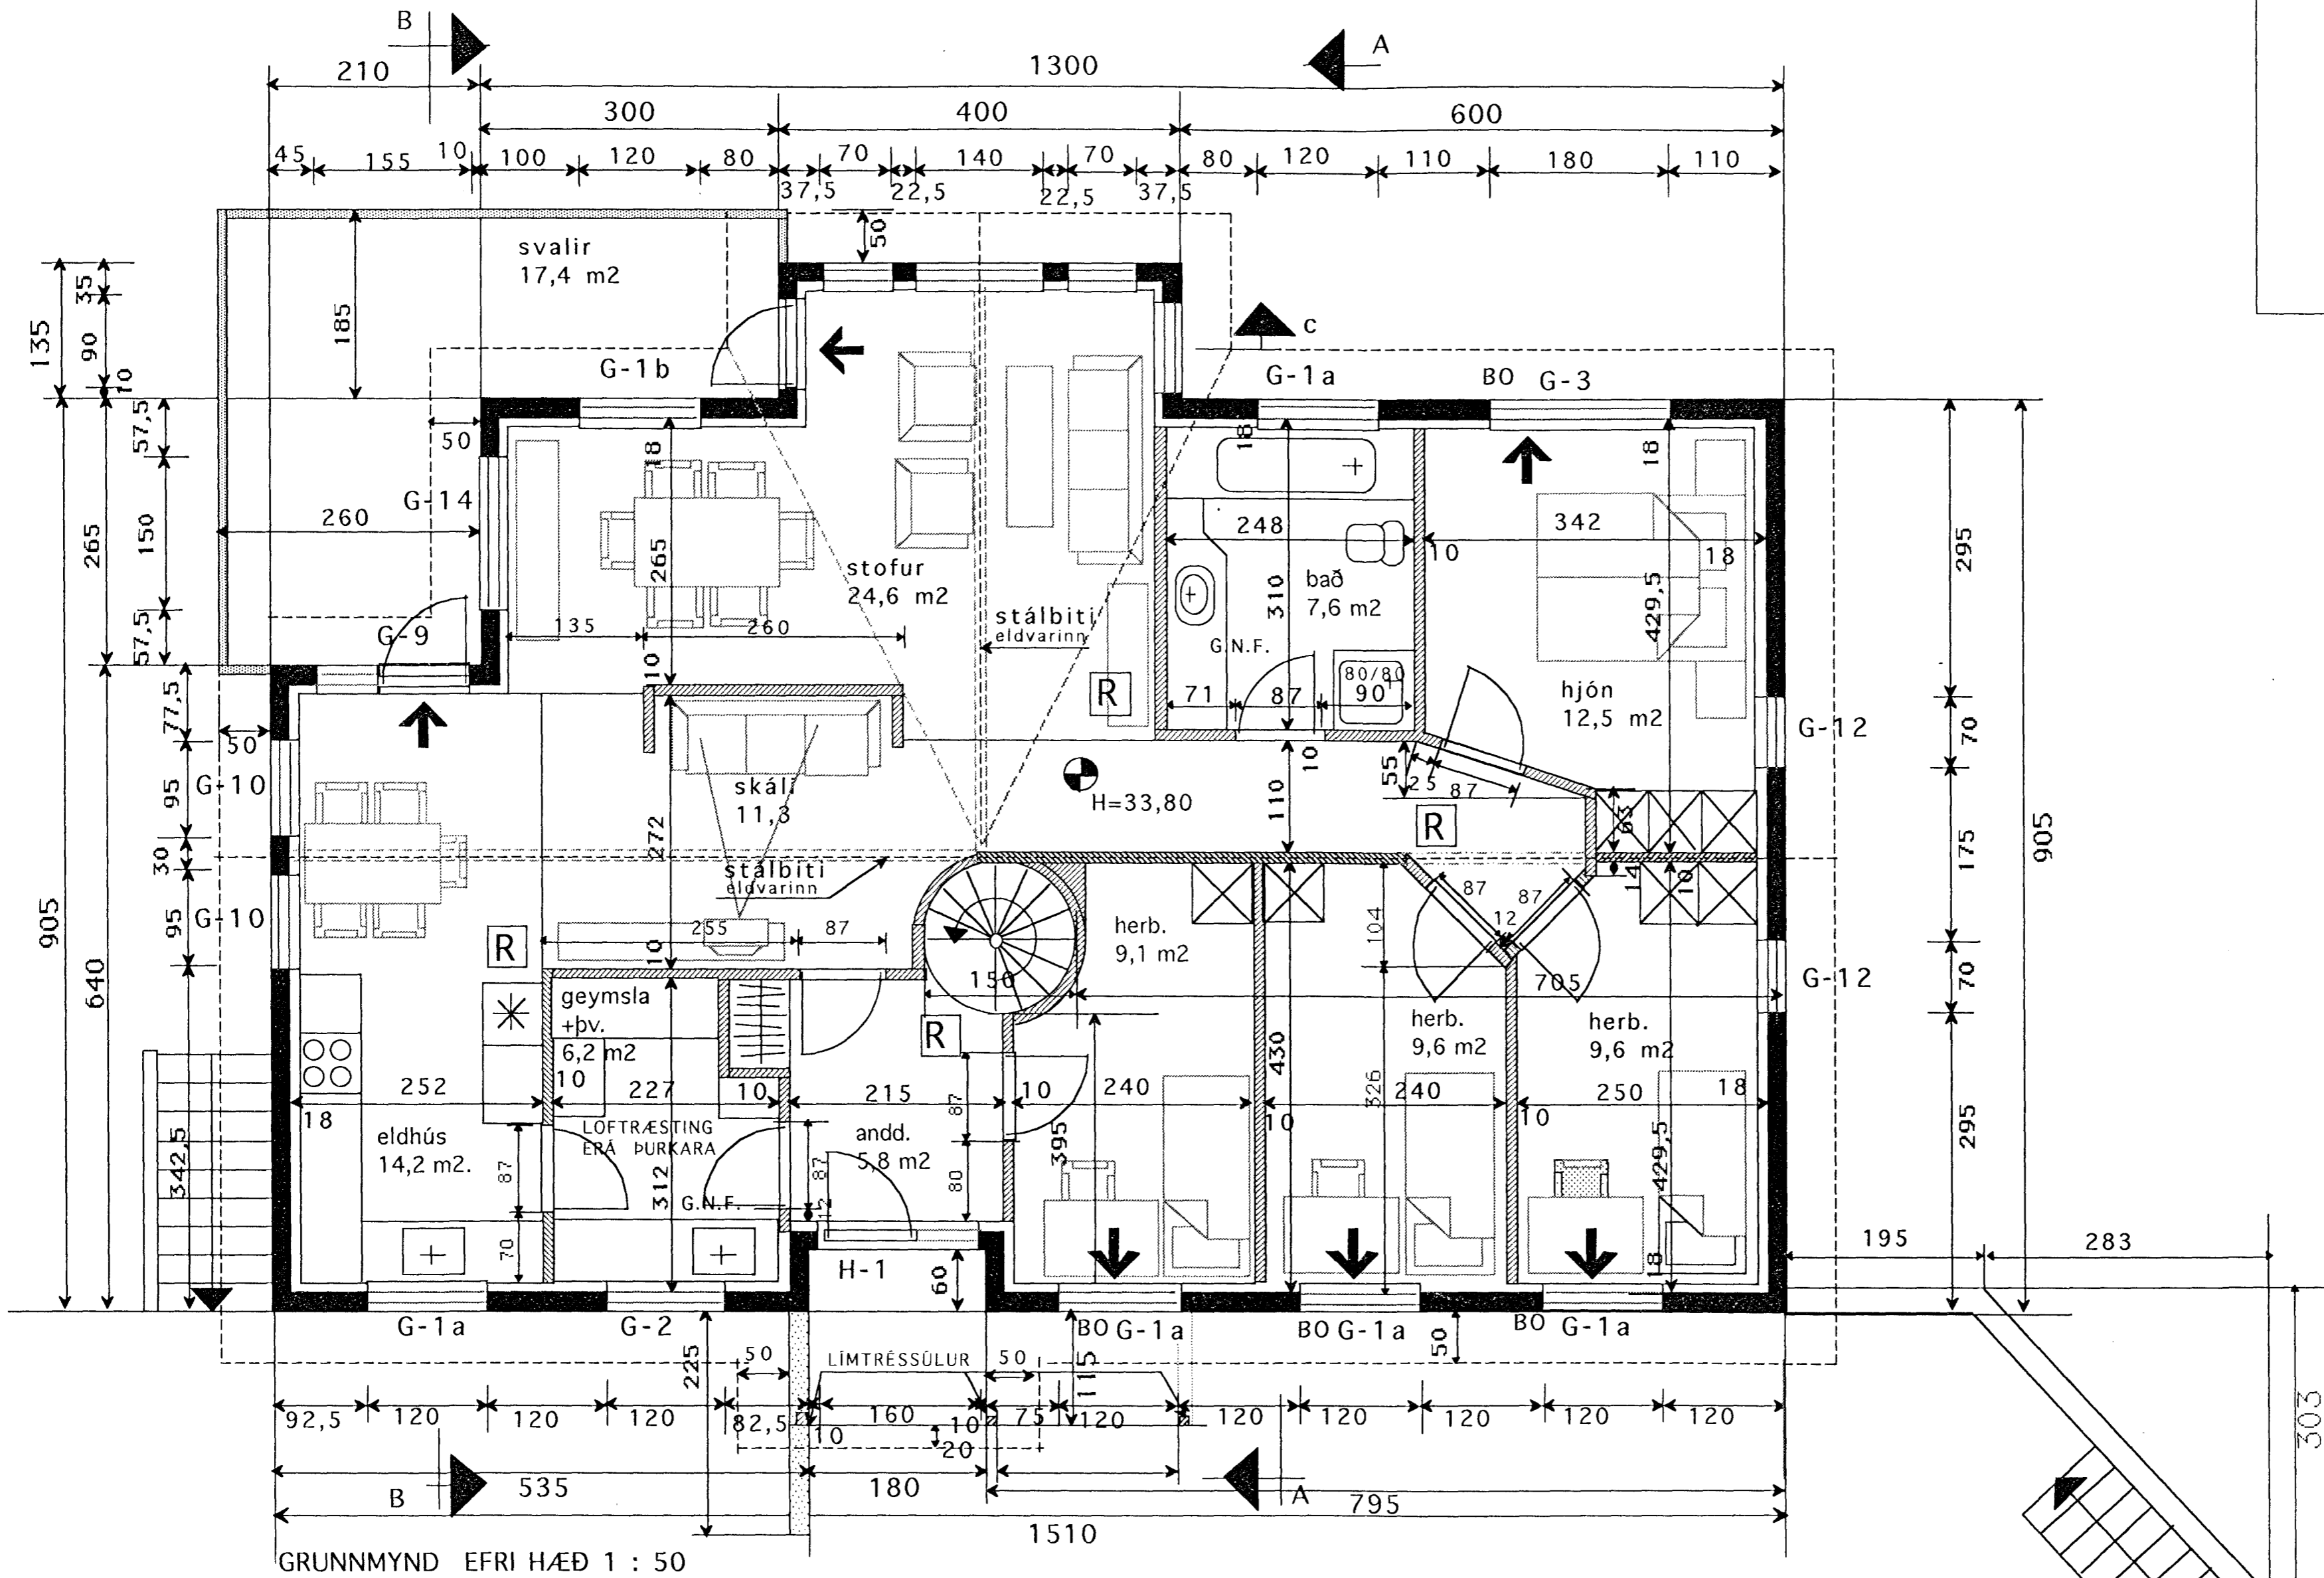 B
A
210
1300
300
400
600
45
155
10
100
120
80
70
140
70
80
120
110
180
110
37,5
22,5
22,5
37,5
svalir
17,4 m2
50
185
c
135
35
90
10
G-1b
G-1a
BO G-3
57,5
50
18
18
18
G-14
260
150
265
265
248
342
10
18
295
stofur
24,6 m2
bað
7,6 m2
310
429,5
stálbiti
eldvarinn
G.N.F.
57,5
G-9
135
260
10
R
71
87
80/80
90
hjón
12,5 m2
77,5
50
G-12
70
G-10
95
skáli
11,3
H=33,80
110
10
55
25
87
R
63
272
175
905
30
stálbiti
eldvarinn
14
10
87
87
12
104
G-10
95
905
640
R
255
87
10
herb.
9,1 m2
150
705
G-12
70
geymsla
+þv.
6,2 m2
R
herb.
9,6 m2
herb.
9,6 m2
430
326
10
252
227
10
215
87
10
240
10
240
10
250
18
18
eldhús
14,2 m2.
LOFTRÆSTING
ERÁ ÞURKARA
andd.
5,8 m2
342,5
87
312
87
80
395
429,5
295
G.N.F.
12
70
H-1
60
18
195
283
G-1a
G-2
BO G-1a
BO G-1a
BO G-1a
225
50
LÍMTRÉSSÚLUR
50
115
50
92,5
120
120
120
82,5
10
160
10
75
120
120
120
120
120
120
20
303
B
535
180
A
795
1510
GRUNNMYND EFRI HÆÐ 1 : 50